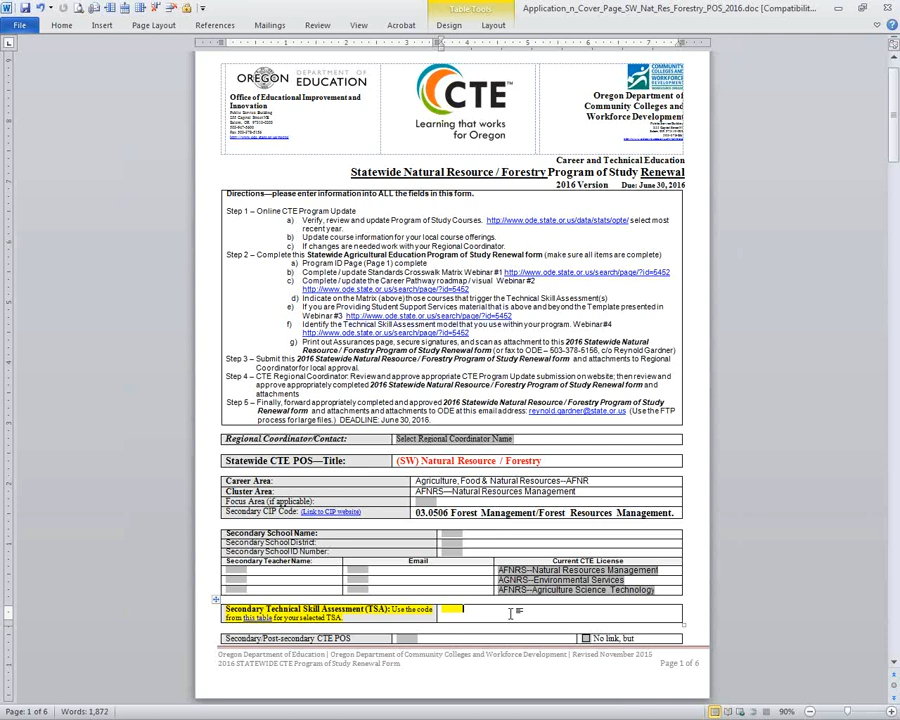 Application_n_Cover_Page_SW_Nat_Res_Forestry_POS_2016.doc [Compatibilit...
Table Tools
File Home Insert Page Layout References Mailings Review View Acrobat Design Layout
OREGON DEPARTMENT OF EDUCATION
Office of Educational Improvement and
Innovation
Public Service Building
CTE™
Learning that works
for Oregon
COMMUNITY
COLLEGES AND
WORKFORCE
DEVELOPMENT
Oregon Department of
Community Colleges and
Workforce Development
Career and Technical Education
Statewide Natural Resource / Forestry Program of Study Renewal
2016 Version Due: June 30, 2016
Directions—please enter information into ALL the fields in this form.
Step 1 – Online CTE Program Update
a) Verify, review and update Program of Study Courses. http://www.ode.state.or.us/data/stats/opte/ select most
recent year.
b) Update course information for your local course offerings.
c) If changes are needed work with your Regional Coordinator.
Step 2 – Complete this Statewide Agricultural Education Program of Study Renewal form (make sure all items are complete)
a) Program ID Page (Page 1) complete
b) Complete / update Standards Crosswalk Matrix Webinar #1 http://www.ode.state.or.us/search/page/?id=5452
c) Complete / update the Career Pathway roadmap / visual Webinar #2
http://www.ode.state.or.us/search/page/?id=5452
d) Indicate on the Matrix (above) those courses that trigger the Technical Skill Assessment(s)
e) If you are Providing Student Support Services material that is above and beyond the Template presented in
Webinar #3 http://www.ode.state.or.us/search/page/?id=5452
f) Identify the Technical Skill Assessment model that you use within your program. Webinar #4
http://www.ode.state.or.us/search/page/?id=5452
g) Print out Assurances page, secure signatures, and scan as attachment to this 2016 Statewide Natural
Resource / Forestry Program of Study Renewal form (or fax to ODE – 503-378-5156, c/o Reynold Gardner)
Step 3 – Submit this 2016 Statewide Natural Resource / Forestry Program of Study Renewal form and attachments to Regional
Coordinator for local approval.
Step 4 – CTE Regional Coordinator: Review and approve appropriate CTE Program Update submission on website; then review and
approve appropriately completed 2016 Statewide Natural Resource / Forestry Program of Study Renewal form and
attachments
Step 5 – Finally, forward appropriately completed and approved 2016 Statewide Natural Resource / Forestry Program of Study
Renewal form and attachments and attachments to ODE at this email address: reynold.gardner@state.or.us (Use the FTP
process for large files.) DEADLINE: June 30, 2016.
Regional Coordinator/Contact: Select Regional Coordinator Name
Statewide CTE POS—Title: (SW) Natural Resource / Forestry
Career Area: Agriculture, Food & Natural Resources--AFNR
Cluster Area: AFNRS—Natural Resources Management
Focus Area (if applicable):
Secondary CIP Code: (Link to CIP website) 03.0506 Forest Management/Forest Resources Management.
Secondary School Name:
Secondary School District:
Secondary School ID Number:
Secondary Teacher Name: Email Current CTE License
AFNRS--Natural Resources Management
AGNRS--Environmental Services
AFNRS--Agriculture Science Technology
Secondary Technical Skill Assessment (TSA): Use the code
from this table for your selected TSA.
Secondary/Post-secondary CTE POS No link, but
Oregon Department of Education | Oregon Department of Community Colleges and Workforce Development | Revised November 2015
2016 STATEWIDE CTE Program of Study Renewal Form Page 1 of 6
Page: 1 of 6 Words: 1,872 90%